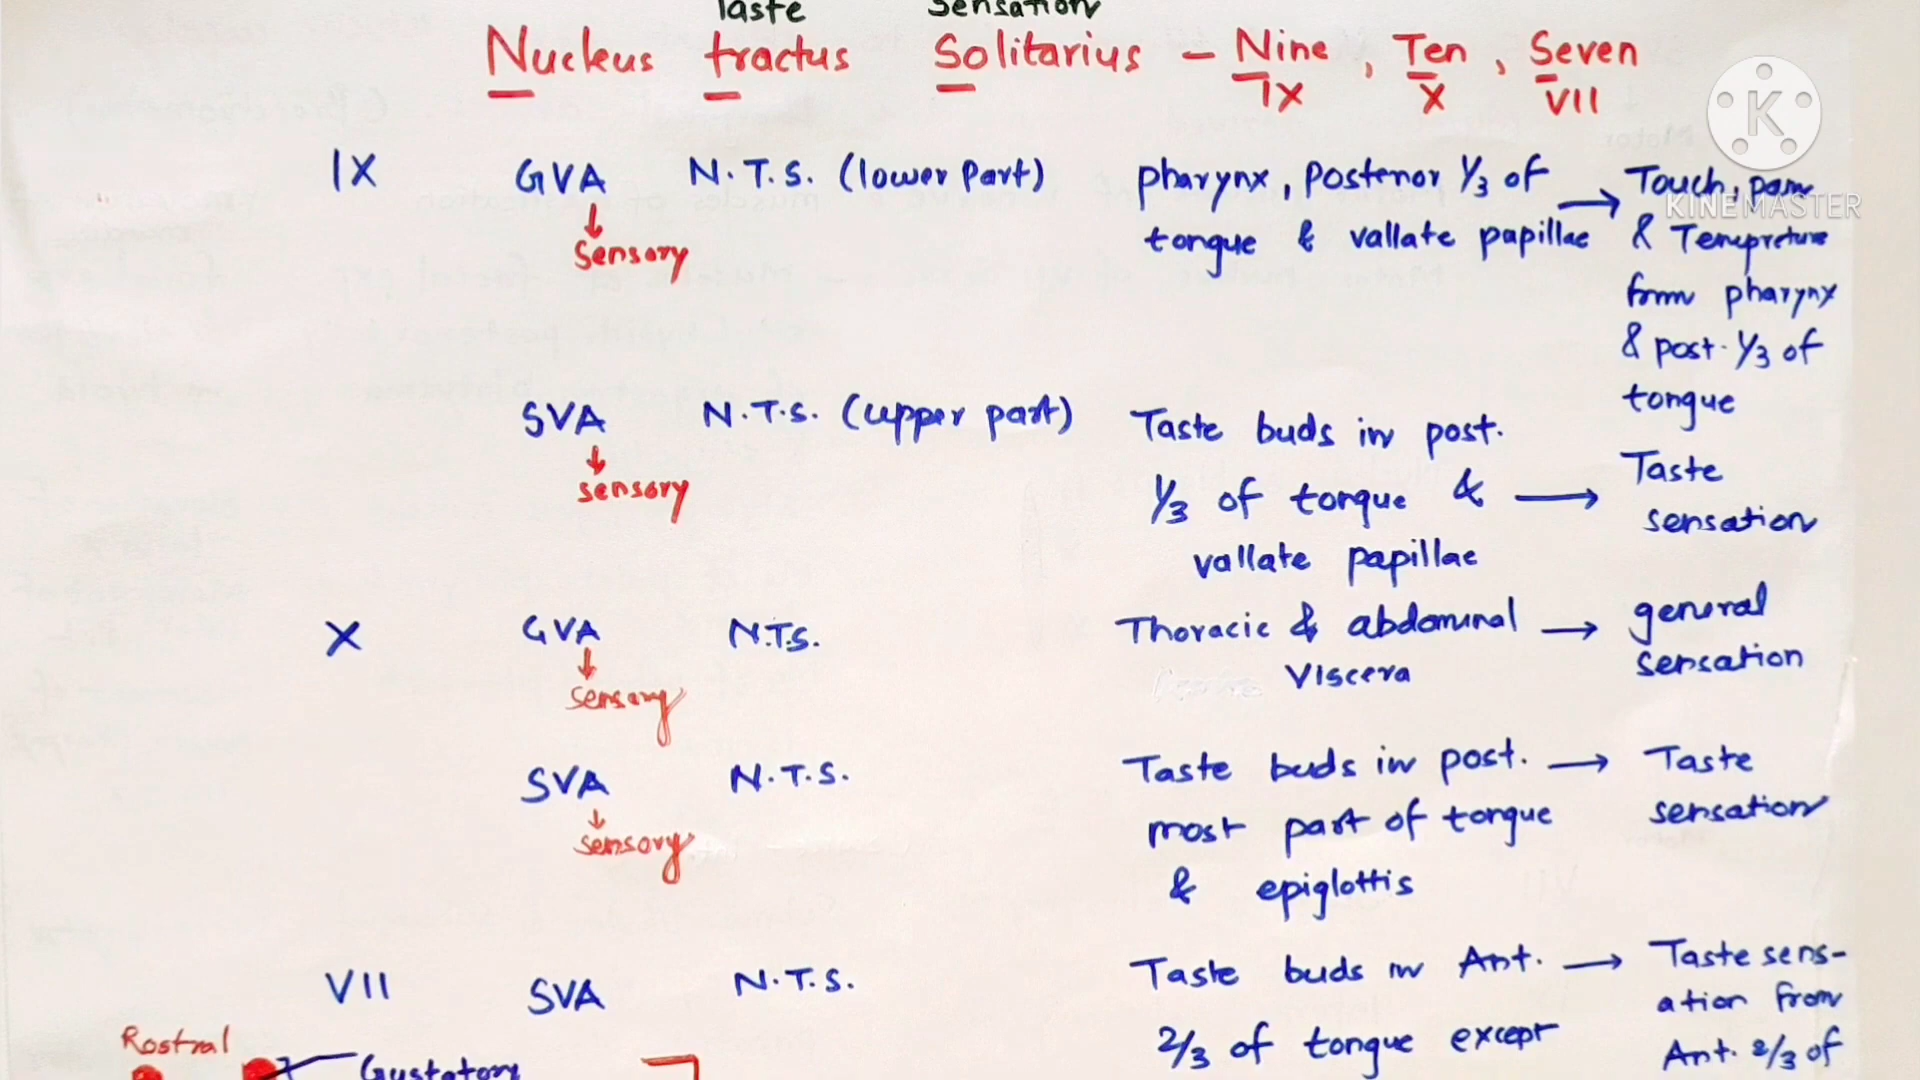 Taste Sensation
Nucleus tractus Solitarius – Nine, Ten, Seven
IX X VII
K
KINEMASTER
IX GVA N.T.S. (lower part) pharynx, posterior 1/3 of → Touch, pain
↓ tongue & vallate papillae & Temepreture
Sensory from pharynx
& post. 1/3 of
tongue
SVA N.T.S. (upper part) Taste buds in post.
↓ 1/3 of tongue & → Taste
sensory vallate papillae sensation
X GVA N.T.S. Thoracic & abdominal → general
↓ Viscera sensation
sensory
SVA N.T.S. Taste buds in post. → Taste
↓ most part of tongue sensation
sensory & epiglottis
VII SVA N.T.S. Taste buds in Ant. → Taste sens-
2/3 of tongue except ation from
Ant. 2/3 of
Rostral
Gustatory